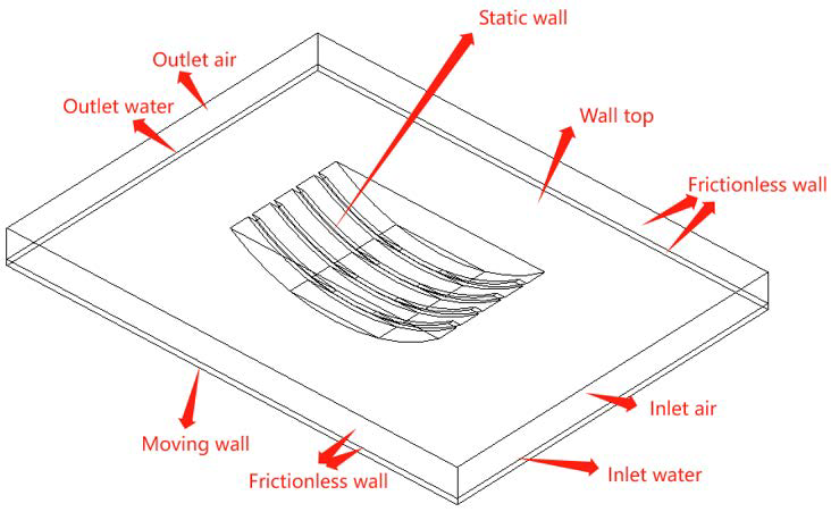 Static wall
Outlet air
Outlet water
Wall top
Frictionless wall
Inlet air
Moving wall
Inlet water
Frictionless wall